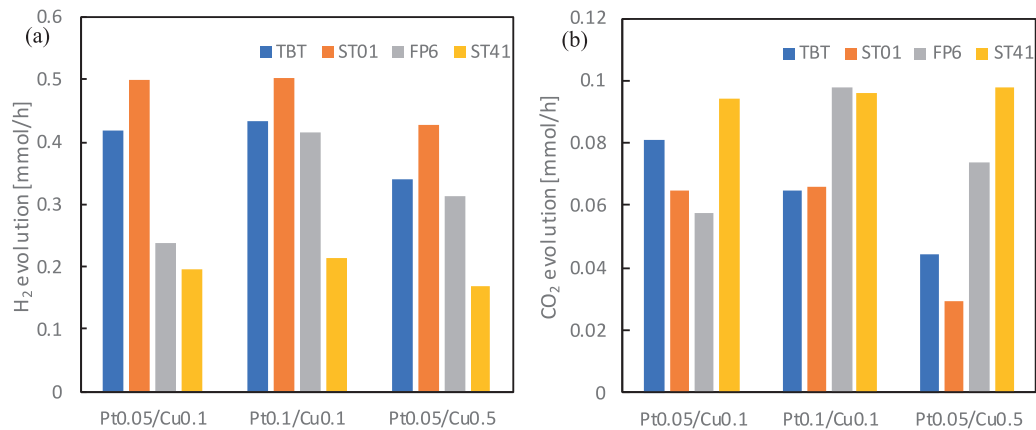 (a)
TBT ST01 FP6 ST41
H₂ evolution [mmol/h]
0.6
0.5
0.4
0.3
0.2
0.1
0
Pt0.05/Cu0.1 Pt0.1/Cu0.1 Pt0.05/Cu0.5
(b)
TBT ST01 FP6 ST41
CO₂ evolution [mmol/h]
0.12
0.1
0.08
0.06
0.04
0.02
0
Pt0.05/Cu0.1 Pt0.1/Cu0.1 Pt0.05/Cu0.5